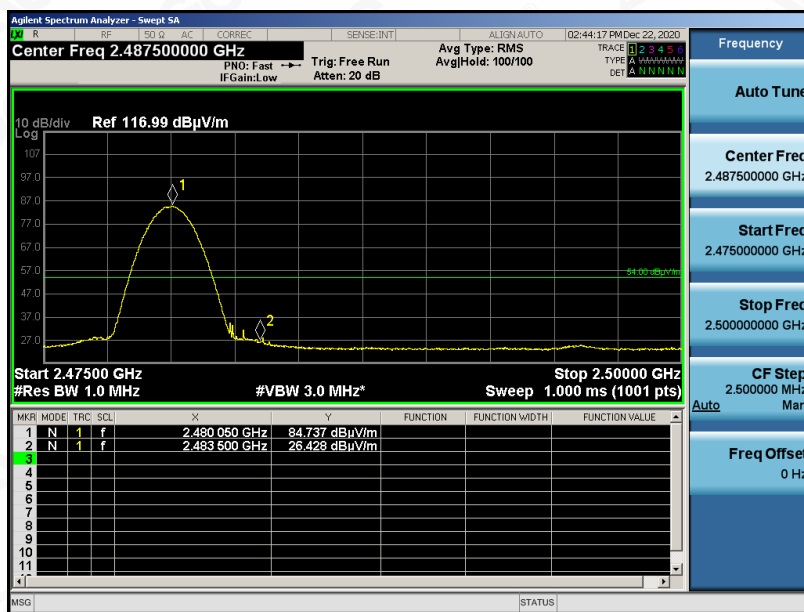 Agilent Spectrum Analyzer - Swept SA
LXI R RF 50 Ω AC CORREC SENSE:INT ALIGNAUTO 02:44:17 PM Dec 22, 2020
Center Freq 2.487500000 GHz
PNO: Fast
IFGain:Low
Trig: Free Run
Atten: 20 dB
Avg Type: RMS
Avg|Hold: 100/100
TRACE 1 2 3 4 5 6
TYPE A WWWWW
DET A N N N N N
10 dB/div Ref 116.99 dBµV/m
Log
107
97.0
87.0
77.0
67.0
57.0
47.0
37.0
27.0
1
2
54.00 dBµV/m
Start 2.47500 GHz Stop 2.50000 GHz
#Res BW 1.0 MHz #VBW 3.0 MHz* Sweep 1.000 ms (1001 pts)
MKR MODE TRC SCL X Y FUNCTION FUNCTION WIDTH FUNCTION VALUE
1 N 1 f 2.480 050 GHz 84.737 dBµV/m
2 N 1 f 2.483 500 GHz 26.428 dBµV/m
3
4
5
6
7
8
9
10
11
MSG STATUS
Frequency
Auto Tune
Center Freq
2.487500000 GHz
Start Freq
2.475000000 GHz
Stop Freq
2.500000000 GHz
CF Step
2.500000 MHz
Auto Man
Freq Offset
0 Hz